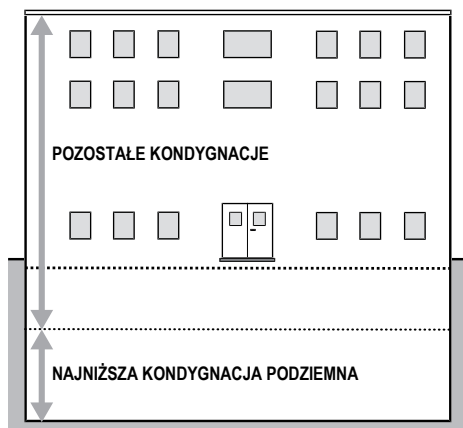 POZOSTAŁE KONDYGNACJE
NAJNIŻSZA KONDYGNACJA PODZIEMNA